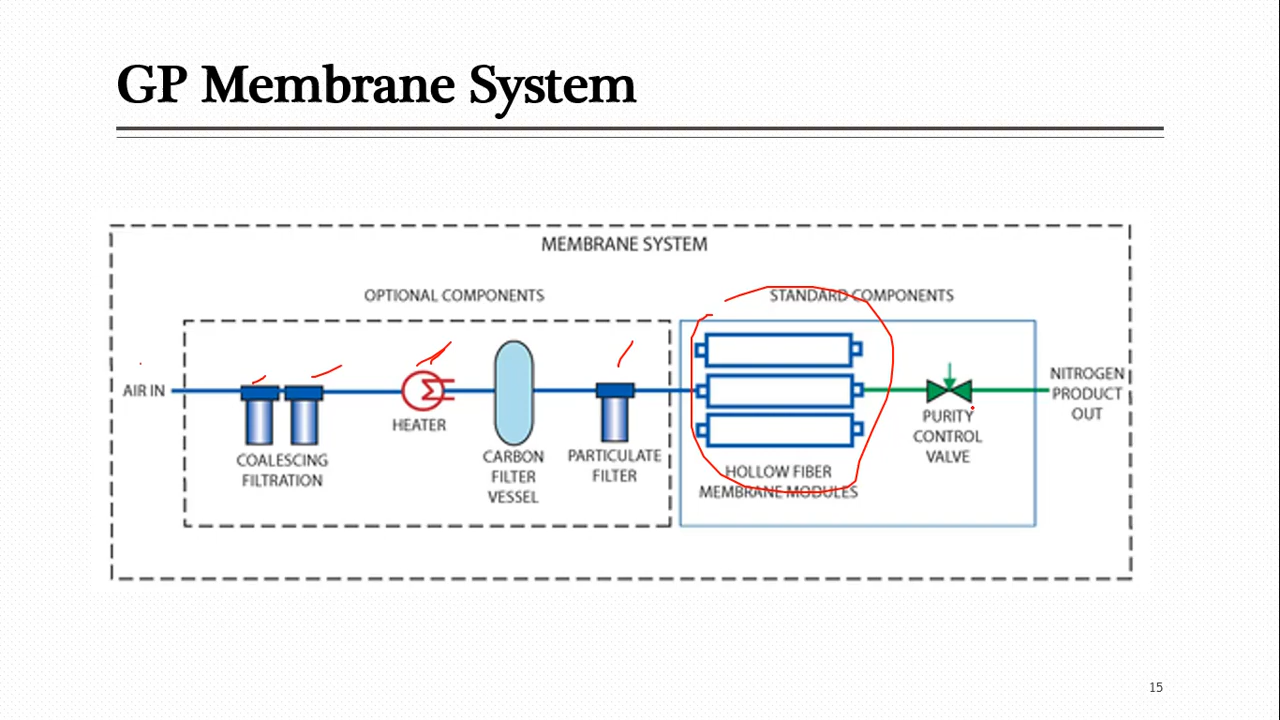 GP Membrane System
MEMBRANE SYSTEM
OPTIONAL COMPONENTS
STANDARD COMPONENTS
AIR IN
COALESCING
FILTRATION
HEATER
CARBON
FILTER
VESSEL
PARTICULATE
FILTER
HOLLOW FIBER
MEMBRANE MODULES
PURITY
CONTROL
VALVE
NITROGEN
PRODUCT
OUT
15